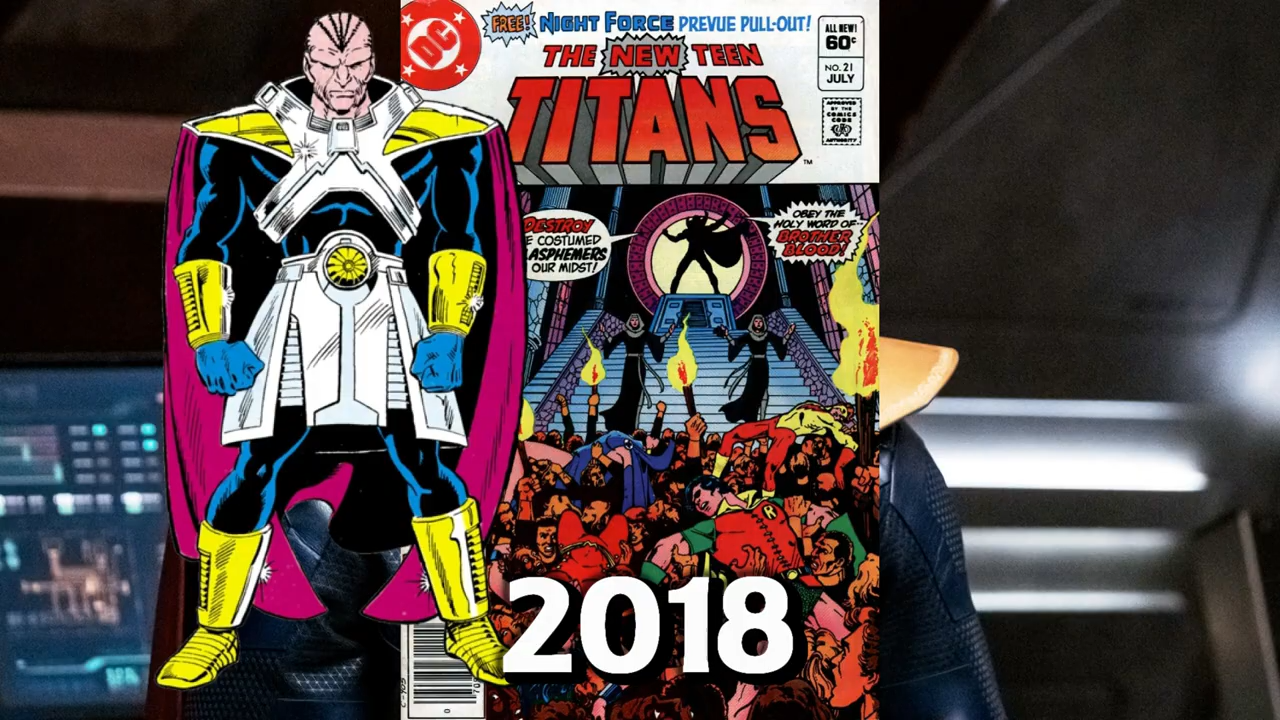 DC
FREE! NIGHT FORCE PREVUE PULL-OUT!
ALL NEW!
60¢
NO. 21
JULY
APPROVED
BY THE
COMICS
CODE
AUTHORITY
THE NEW TEEN
TITANS
TM
DESTROY
E COSTUMED
ASPHEMERS
OUR MIDST!
OBEY THE
HOLY WORD OF--
BROTHER
BLOOD!
R
2018